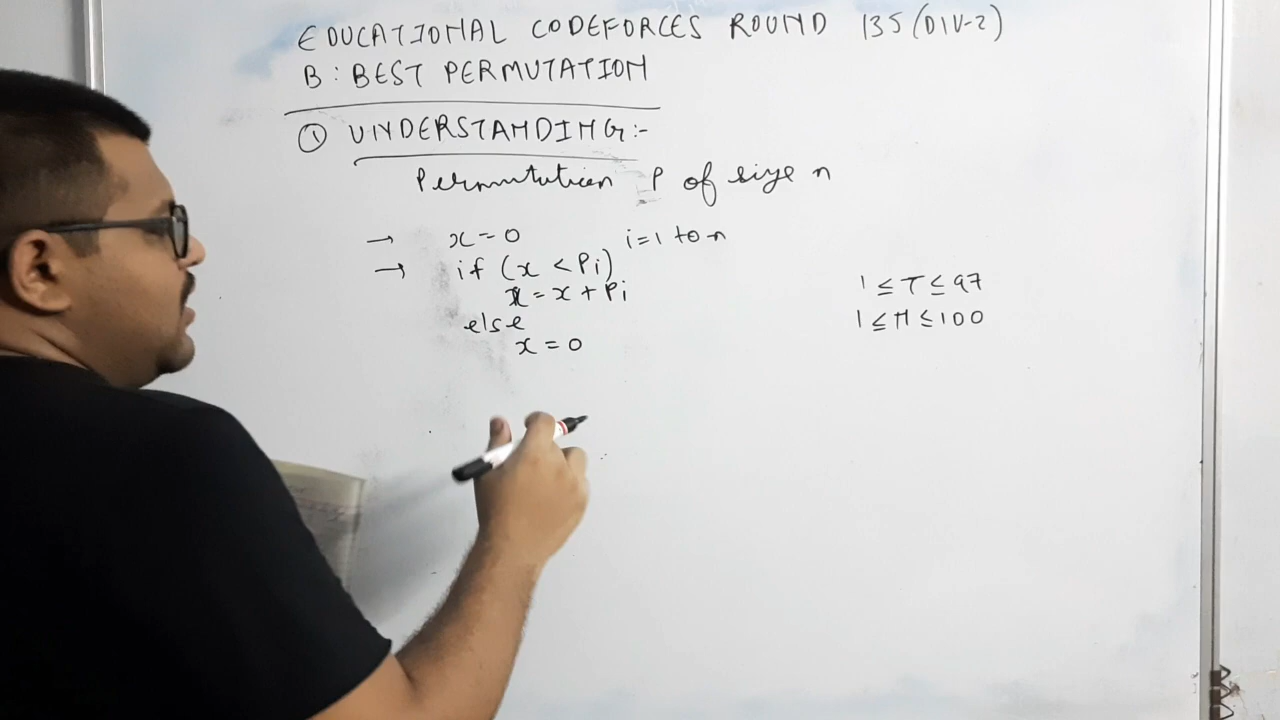 EDUCATIONAL CODEFORCES ROUND 135 (DIV-2)
B : BEST PERMUTATION
① UNDERSTANDING :-
Permutation P of size n
→ x = 0 i = 1 to n
→ if (x < Pi)
x = x + Pi
else
x = 0
1 ≤ T ≤ 97
1 ≤ N ≤ 100